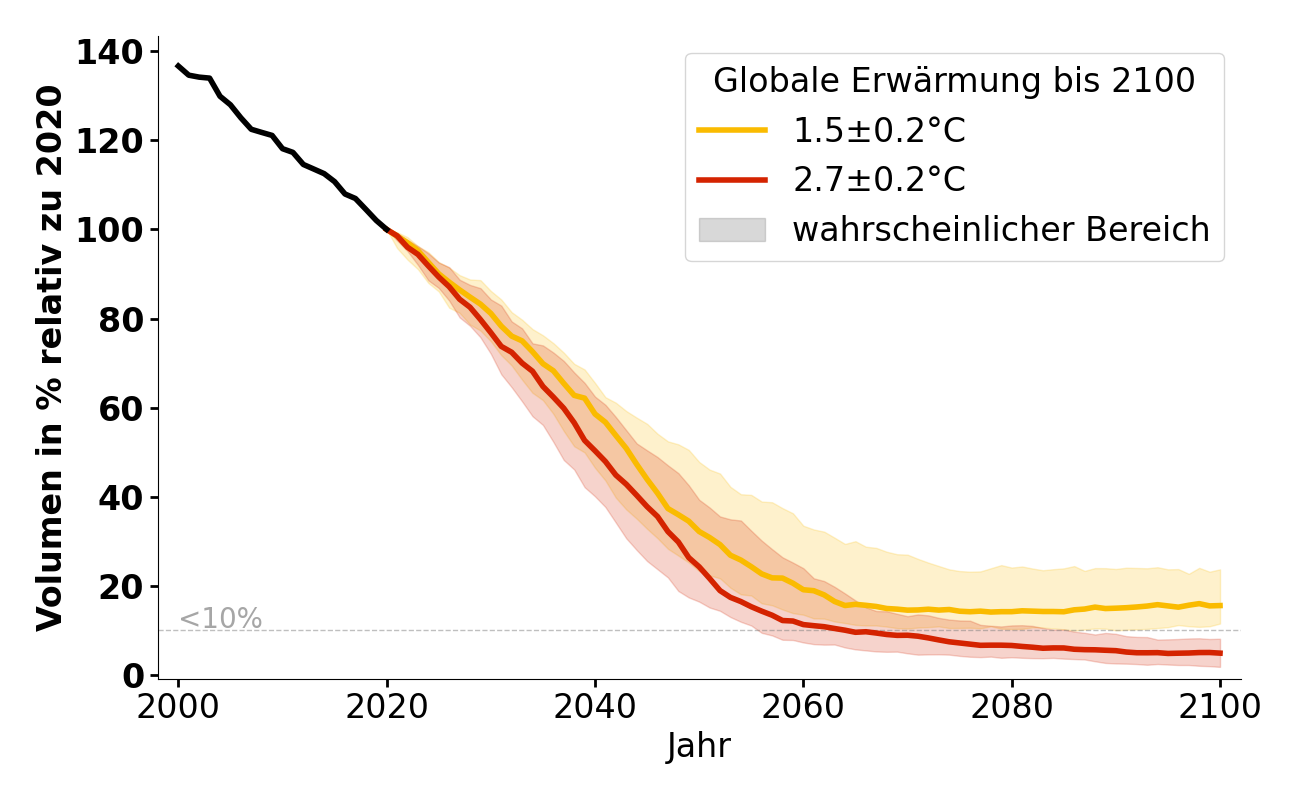 Volumen in % relativ zu 2020
140
120
100
80
60
40
20
0
<10%
Globale Erwärmung bis 2100
1.5±0.2°C
2.7±0.2°C
wahrscheinlicher Bereich
2000 2020 2040 2060 2080 2100
Jahr